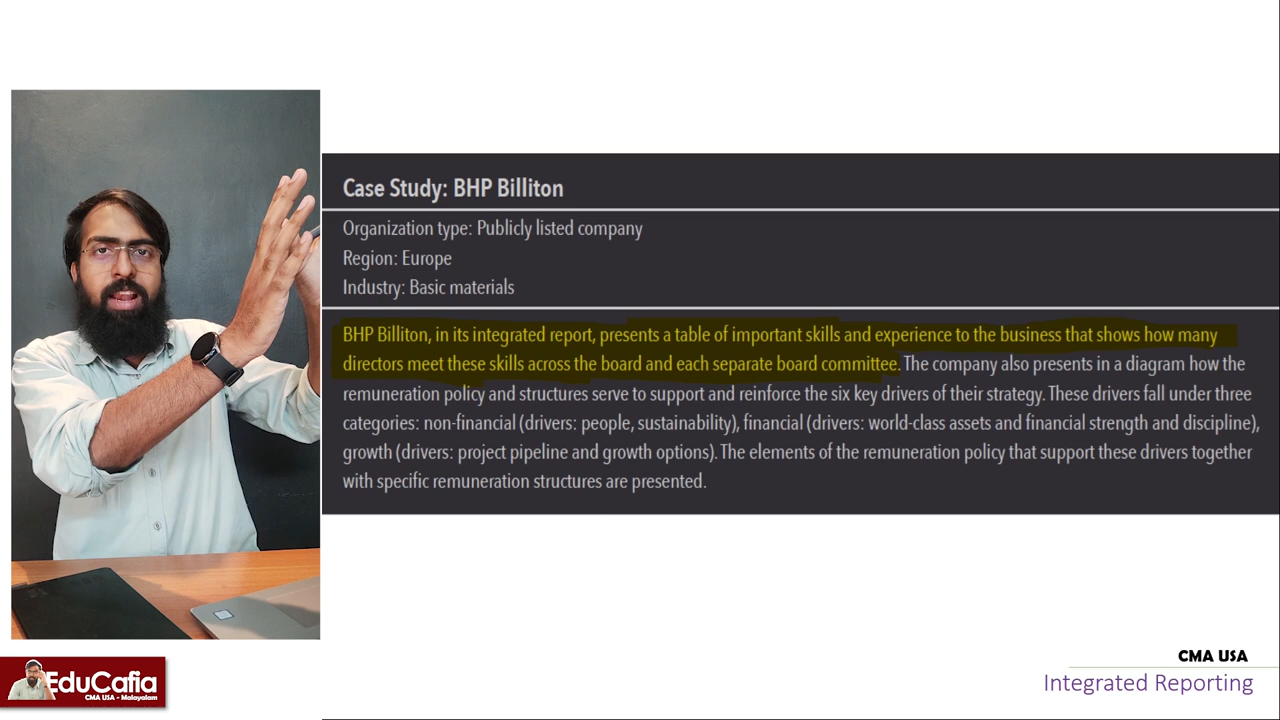 Case Study: BHP Billiton
Organization type: Publicly listed company
Region: Europe
Industry: Basic materials
BHP Billiton, in its integrated report, presents a table of important skills and experience to the business that shows how many
directors meet these skills across the board and each separate board committee. The company also presents in a diagram how the
remuneration policy and structures serve to support and reinforce the six key drivers of their strategy. These drivers fall under three
categories: non-financial (drivers: people, sustainability), financial (drivers: world-class assets and financial strength and discipline),
growth (drivers: project pipeline and growth options). The elements of the remuneration policy that support these drivers together
with specific remuneration structures are presented.
EduCafia
CMA USA - Malayalam
CMA USA
Integrated Reporting